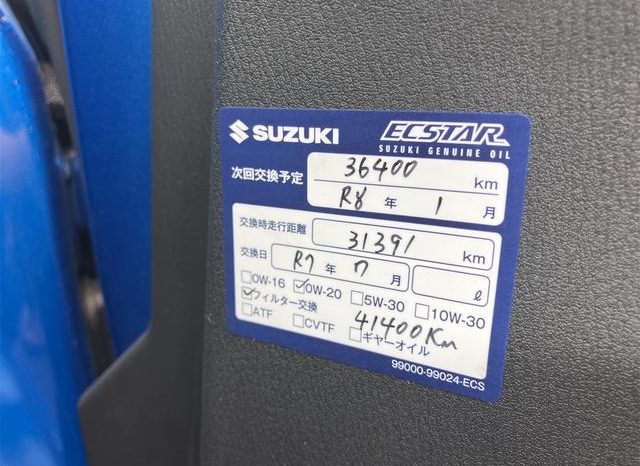 SUZUKI ECSTAR
SUZUKI GENUINE OIL
次回交換予定 36400 km
R8 年 1 月
交換時走行距離 31391 km
交換日 R7 年 7 月 ℓ
□0W-16 ☑0W-20 □5W-30 □10W-30
☑フィルター交換 41400Km
□ATF □CVTF □ギヤーオイル
99000-99024-ECS